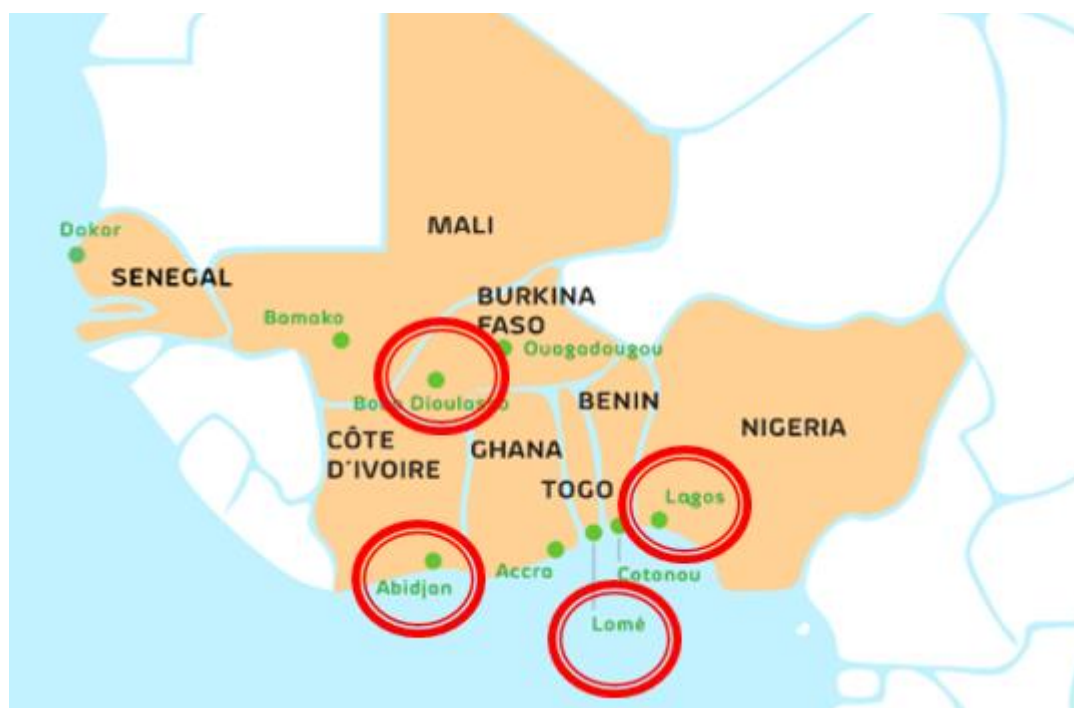 MALI
Dakar
SENEGAL
BURKINA
FASO
Bamako
Ouagadougou
Bobo Dioulasso
BENIN
CÔTE
D'IVOIRE
GHANA
NIGERIA
TOGO
Lagos
Abidjan
Accra
Cotonou
Lomé